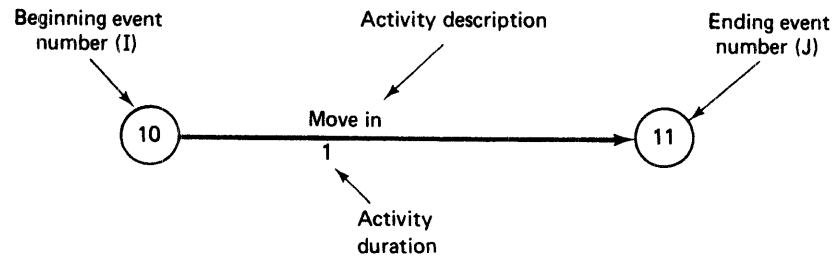 Beginning event
number (I)
Activity description
Ending event
number (J)
10
Move in
1
11
Activity
duration